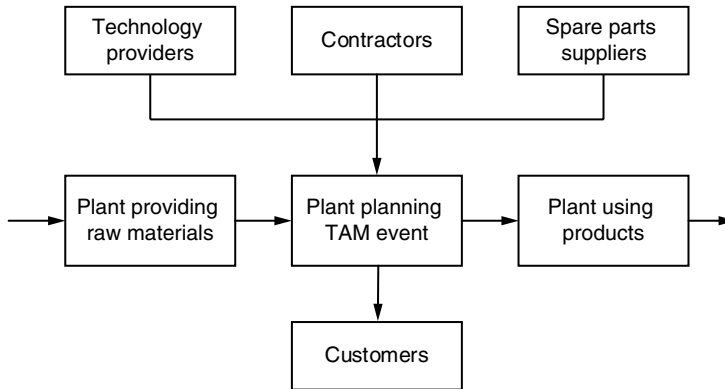 Technology
providers
Contractors
Spare parts
suppliers
Plant providing
raw materials
Plant planning
TAM event
Plant using
products
Customers